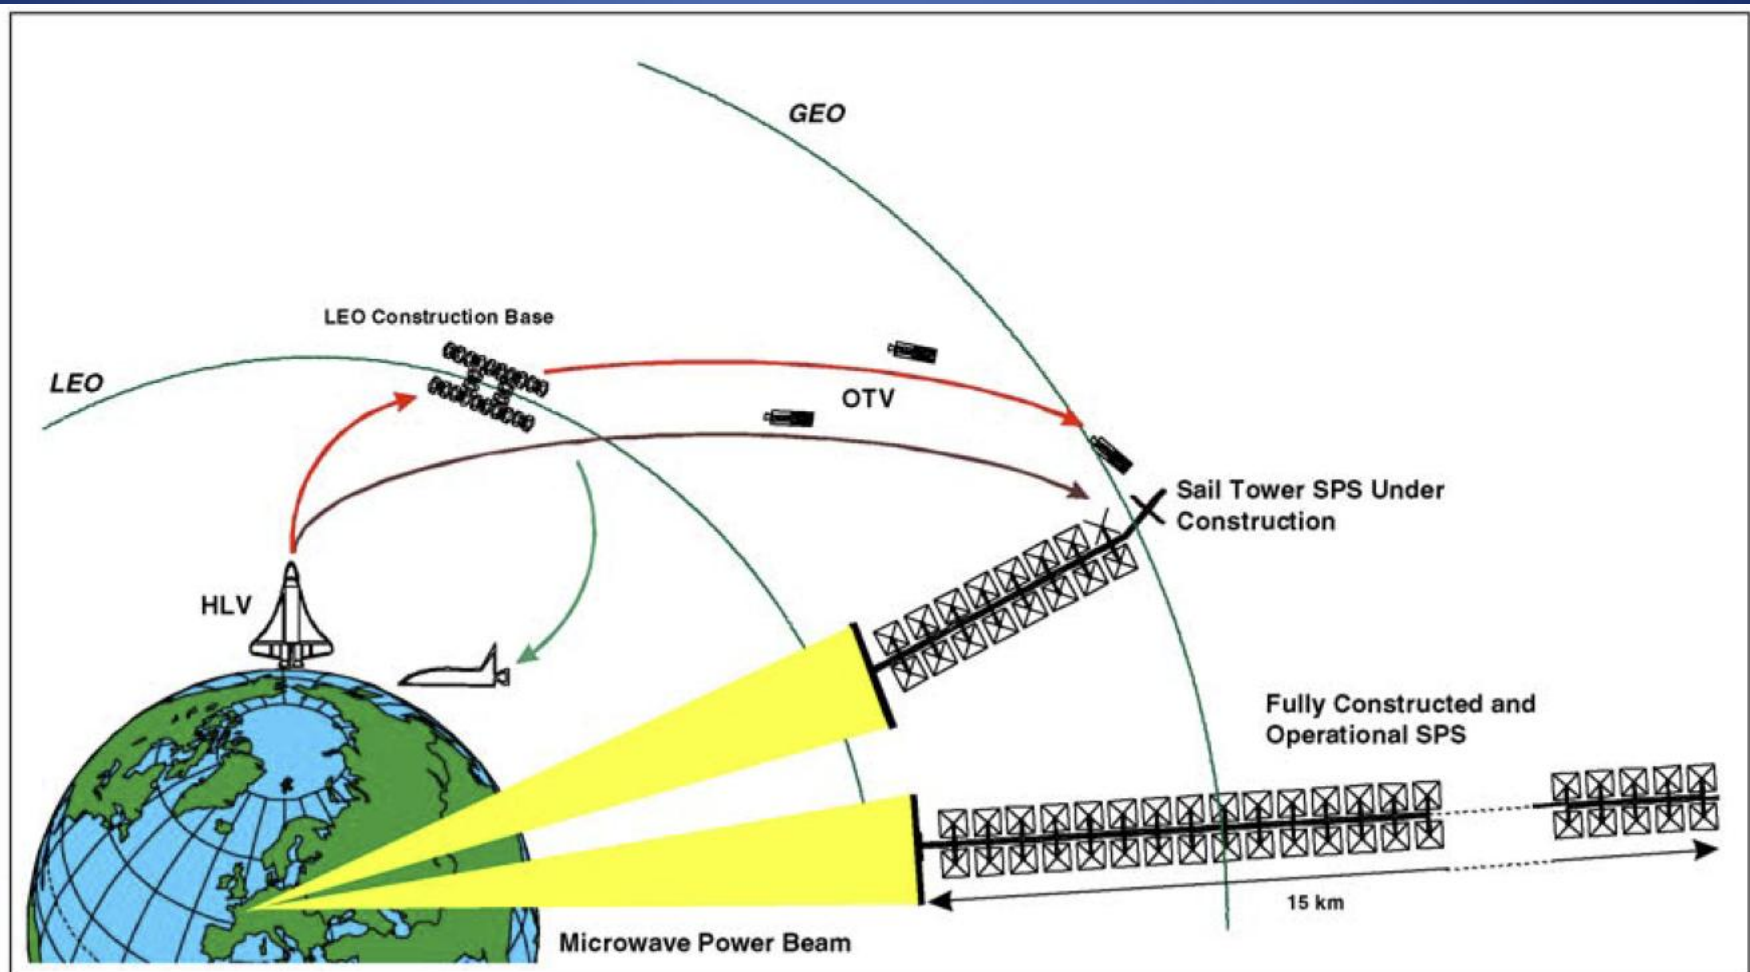 GEO
LEO Construction Base
LEO
OTV
Sail Tower SPS Under
Construction
HLV
Fully Constructed and
Operational SPS
15 km
Microwave Power Beam